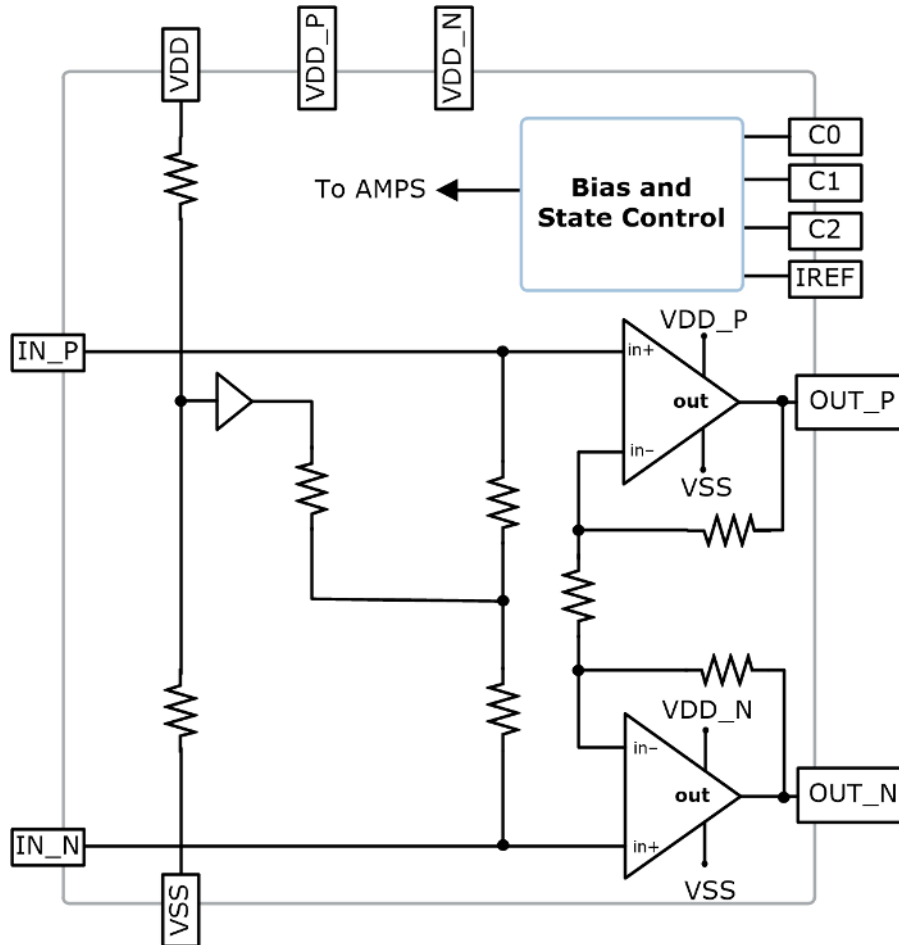 VDD
VDD_P
VDD_N
C0
To AMPS
Bias and
State Control
C1
C2
IREF
VDD_P
IN_P
in+
out
OUT_P
in-
VSS
VDD_N
in-
out
OUT_N
IN_N
in+
VSS
VSS